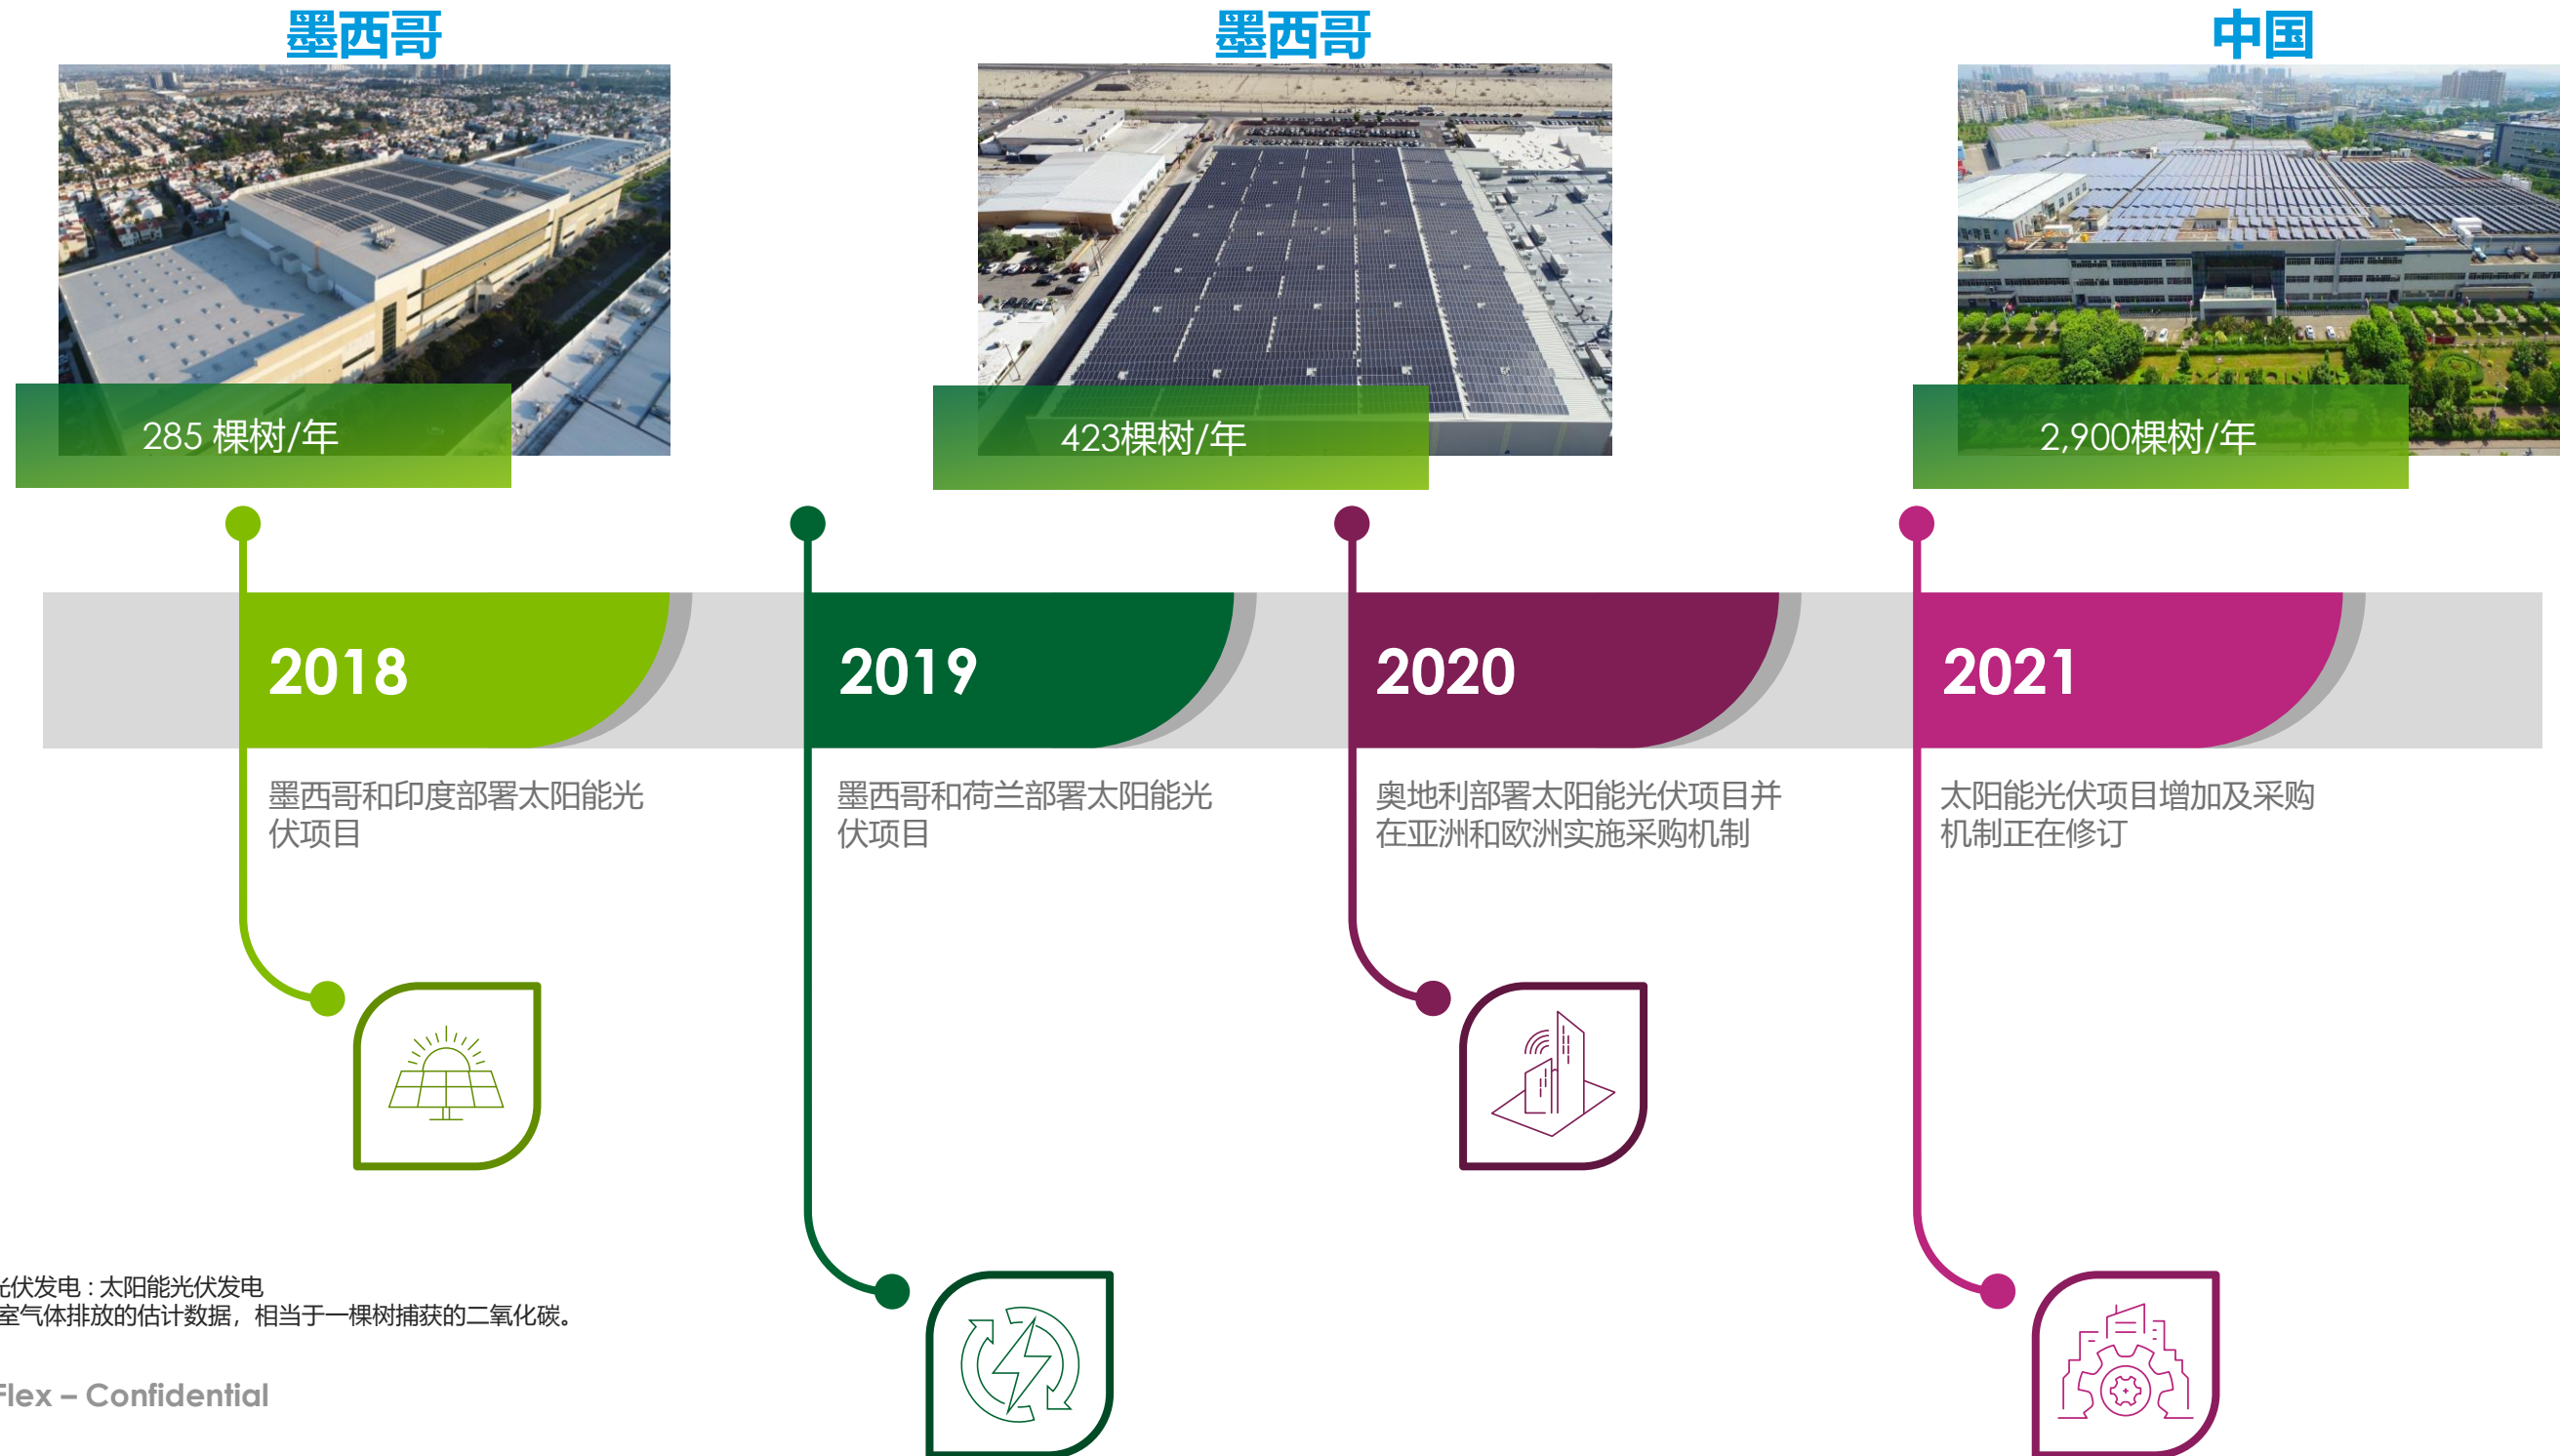 墨西哥
墨西哥
中国
285 棵树/年
423棵树/年
2,900棵树/年
2018
2019
2020
2021
墨西哥和印度部署太阳能光
伏项目
墨西哥和荷兰部署太阳能光
伏项目
奥地利部署太阳能光伏项目并
在亚洲和欧洲实施采购机制
太阳能光伏项目增加及采购
机制正在修订
光伏发电 : 太阳能光伏发电
室气体排放的估计数据，相当于一棵树捕获的二氧化碳。
Flex – Confidential